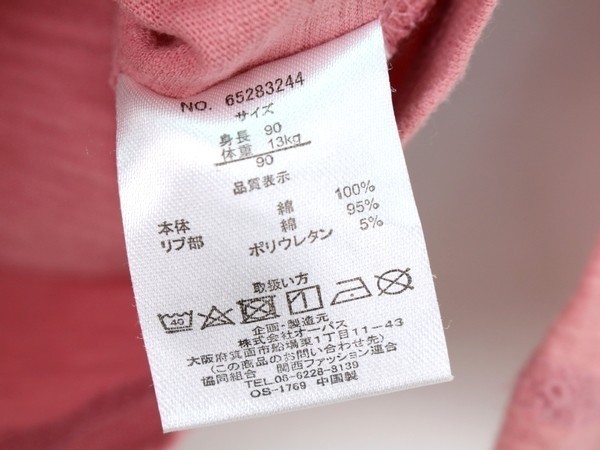 NO. 65283244
サイズ
身長 90
体重 13kg
90
品質表示
本体 綿 100%
リブ部 綿 95%
ポリウレタン 5%
取扱い方
40
企画・製造元
株式会社オーパス
大阪府箕面市船場東1丁目11-43
(この商品のお問い合わせ先)
協同組合 関西ファッション連合
TEL.06-6228-8139
OS-1769 中国製